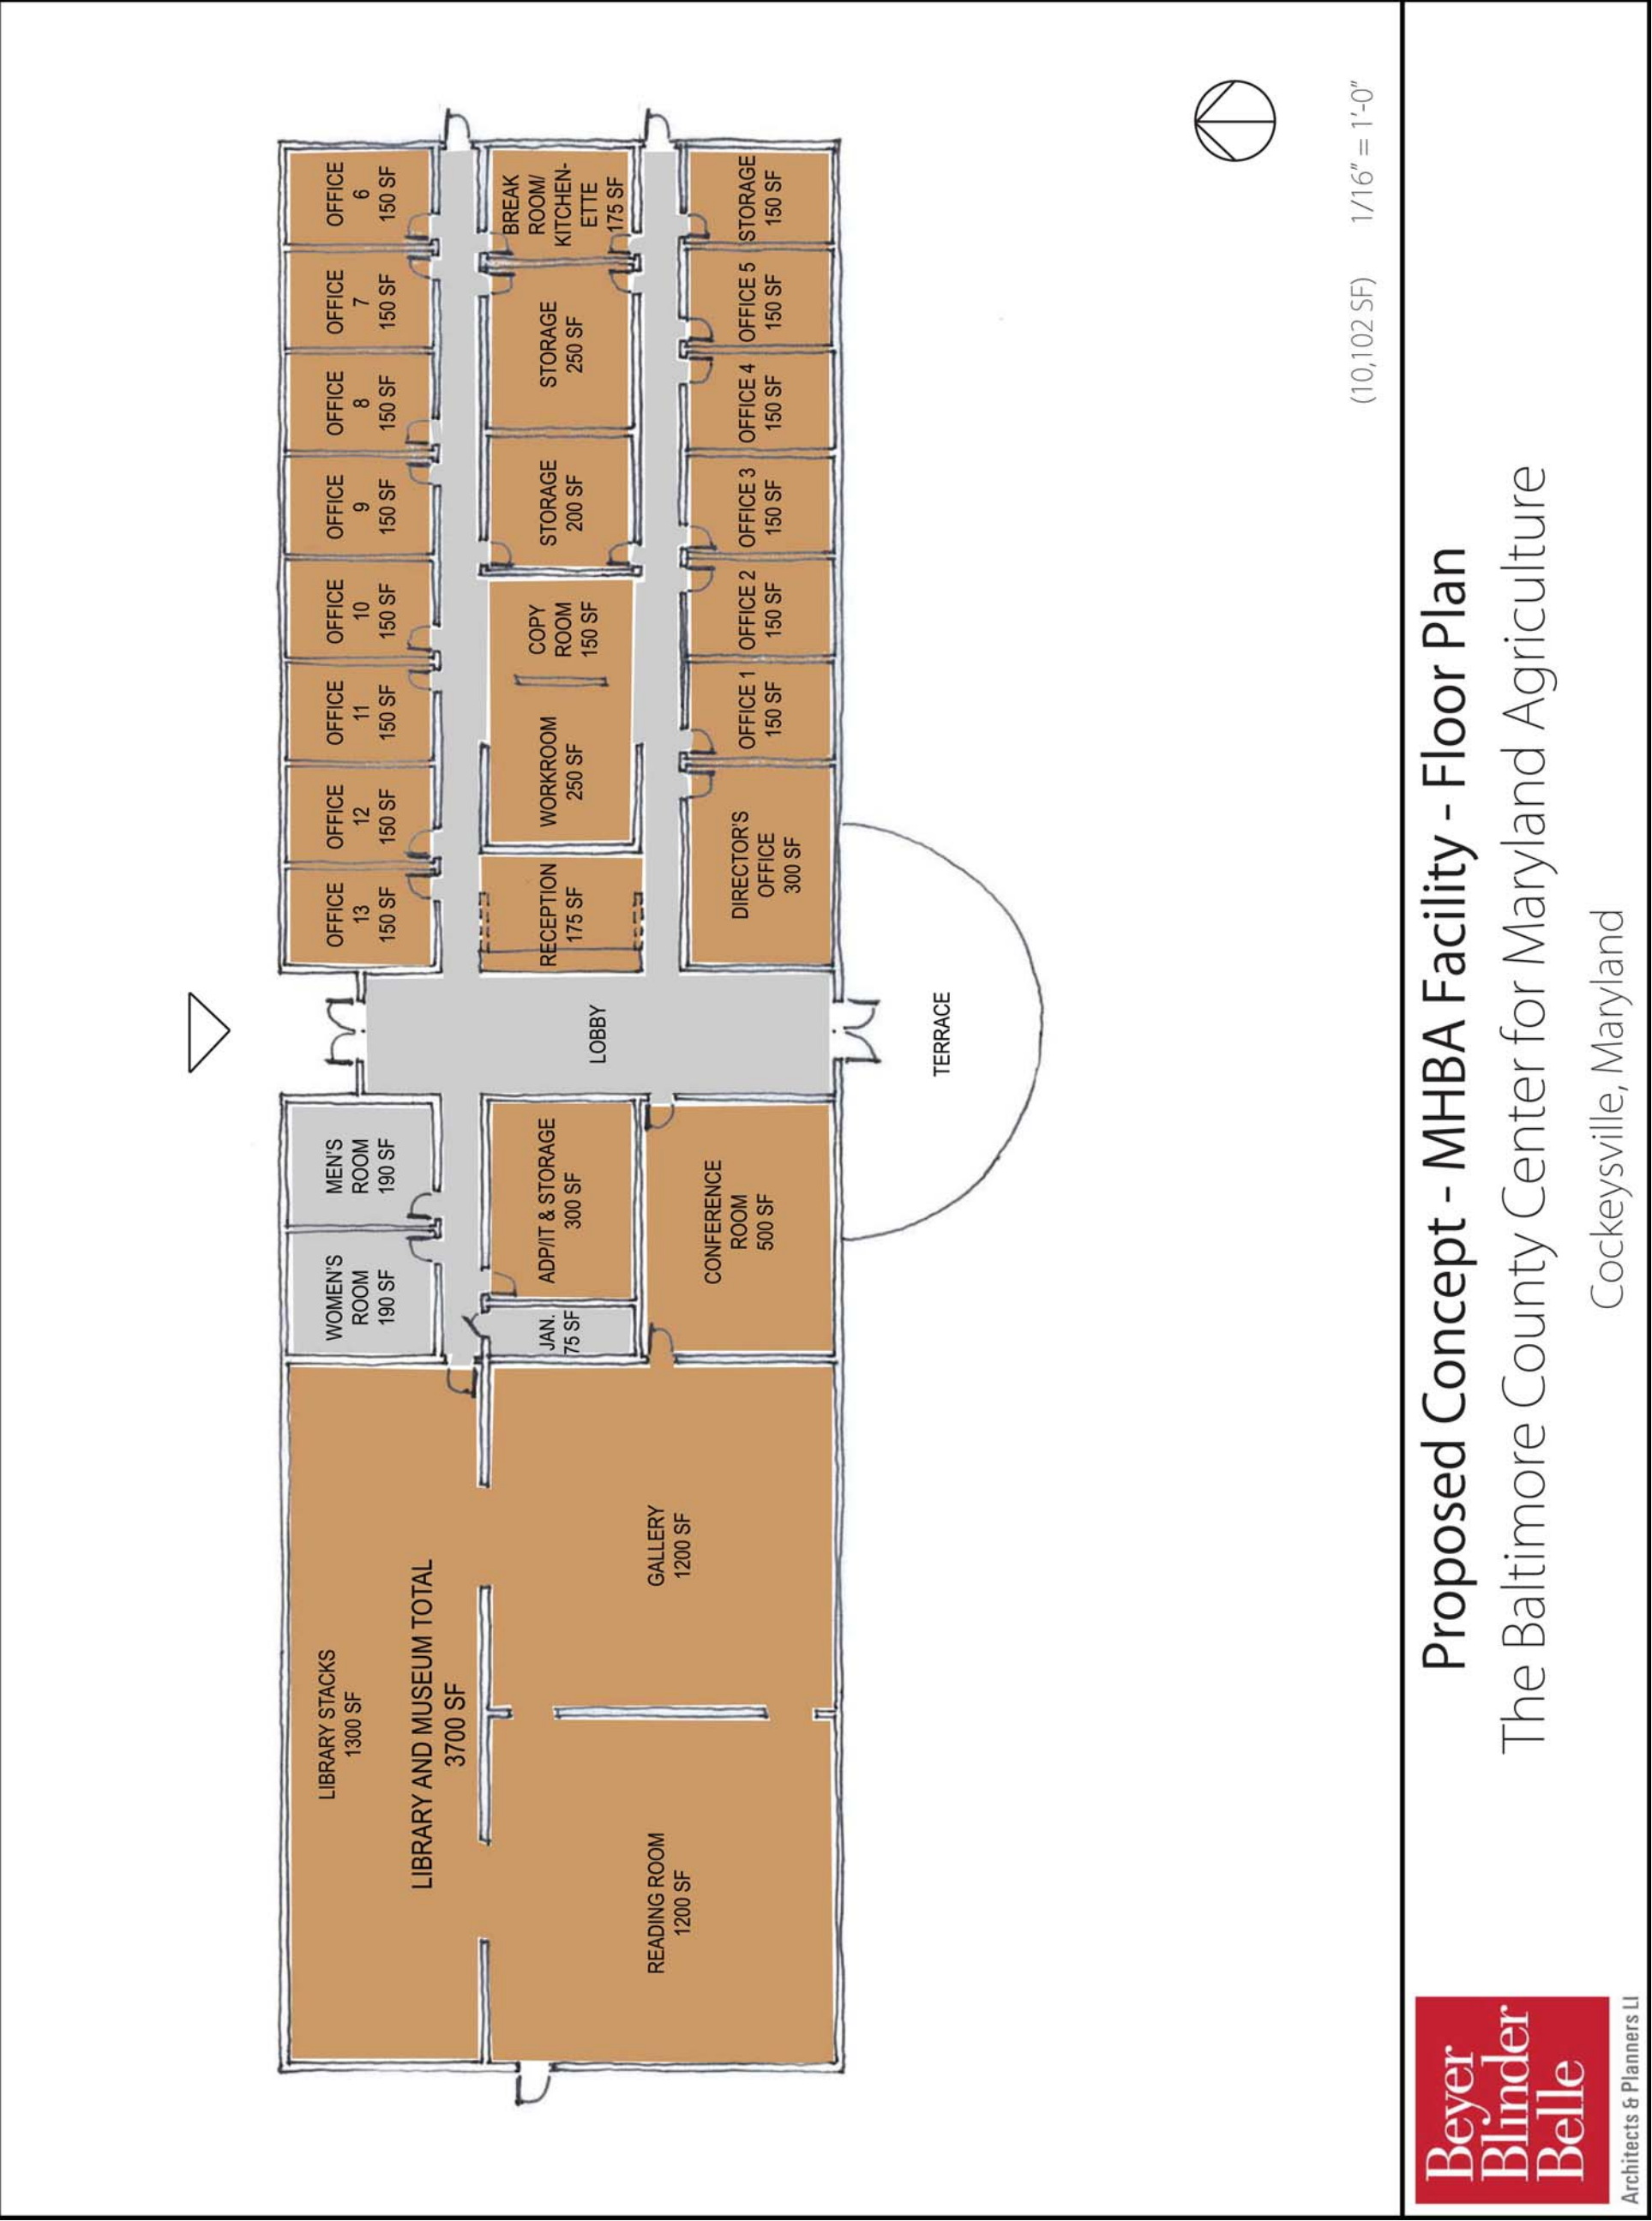 LIBRARY STACKS
1300 SF
LIBRARY AND MUSEUM TOTAL
3700 SF
READING ROOM
1200 SF
GALLERY
1200 SF
WOMEN'S
ROOM
190 SF
MEN'S
ROOM
190 SF
JAN.
75 SF
ADP/IT & STORAGE
300 SF
CONFERENCE
ROOM
500 SF
LOBBY
TERRACE
OFFICE
13
150 SF
OFFICE
12
150 SF
OFFICE
11
150 SF
OFFICE
10
150 SF
OFFICE
9
150 SF
OFFICE
8
150 SF
OFFICE
7
150 SF
OFFICE
6
150 SF
RECEPTION
175 SF
WORKROOM
250 SF
COPY
ROOM
150 SF
STORAGE
200 SF
STORAGE
250 SF
BREAK
ROOM/
KITCHEN-
ETTE
175 SF
DIRECTOR'S
OFFICE
300 SF
OFFICE 1
150 SF
OFFICE 2
150 SF
OFFICE 3
150 SF
OFFICE 4
150 SF
OFFICE 5
150 SF
STORAGE
150 SF
(10,102 SF) 1/16" = 1'-0"
Beyer
Blinder
Belle
Architects & Planners LI
Proposed Concept - MHBA Facility - Floor Plan
The Baltimore County Center for Maryland Agriculture
Cockeysville, Maryland